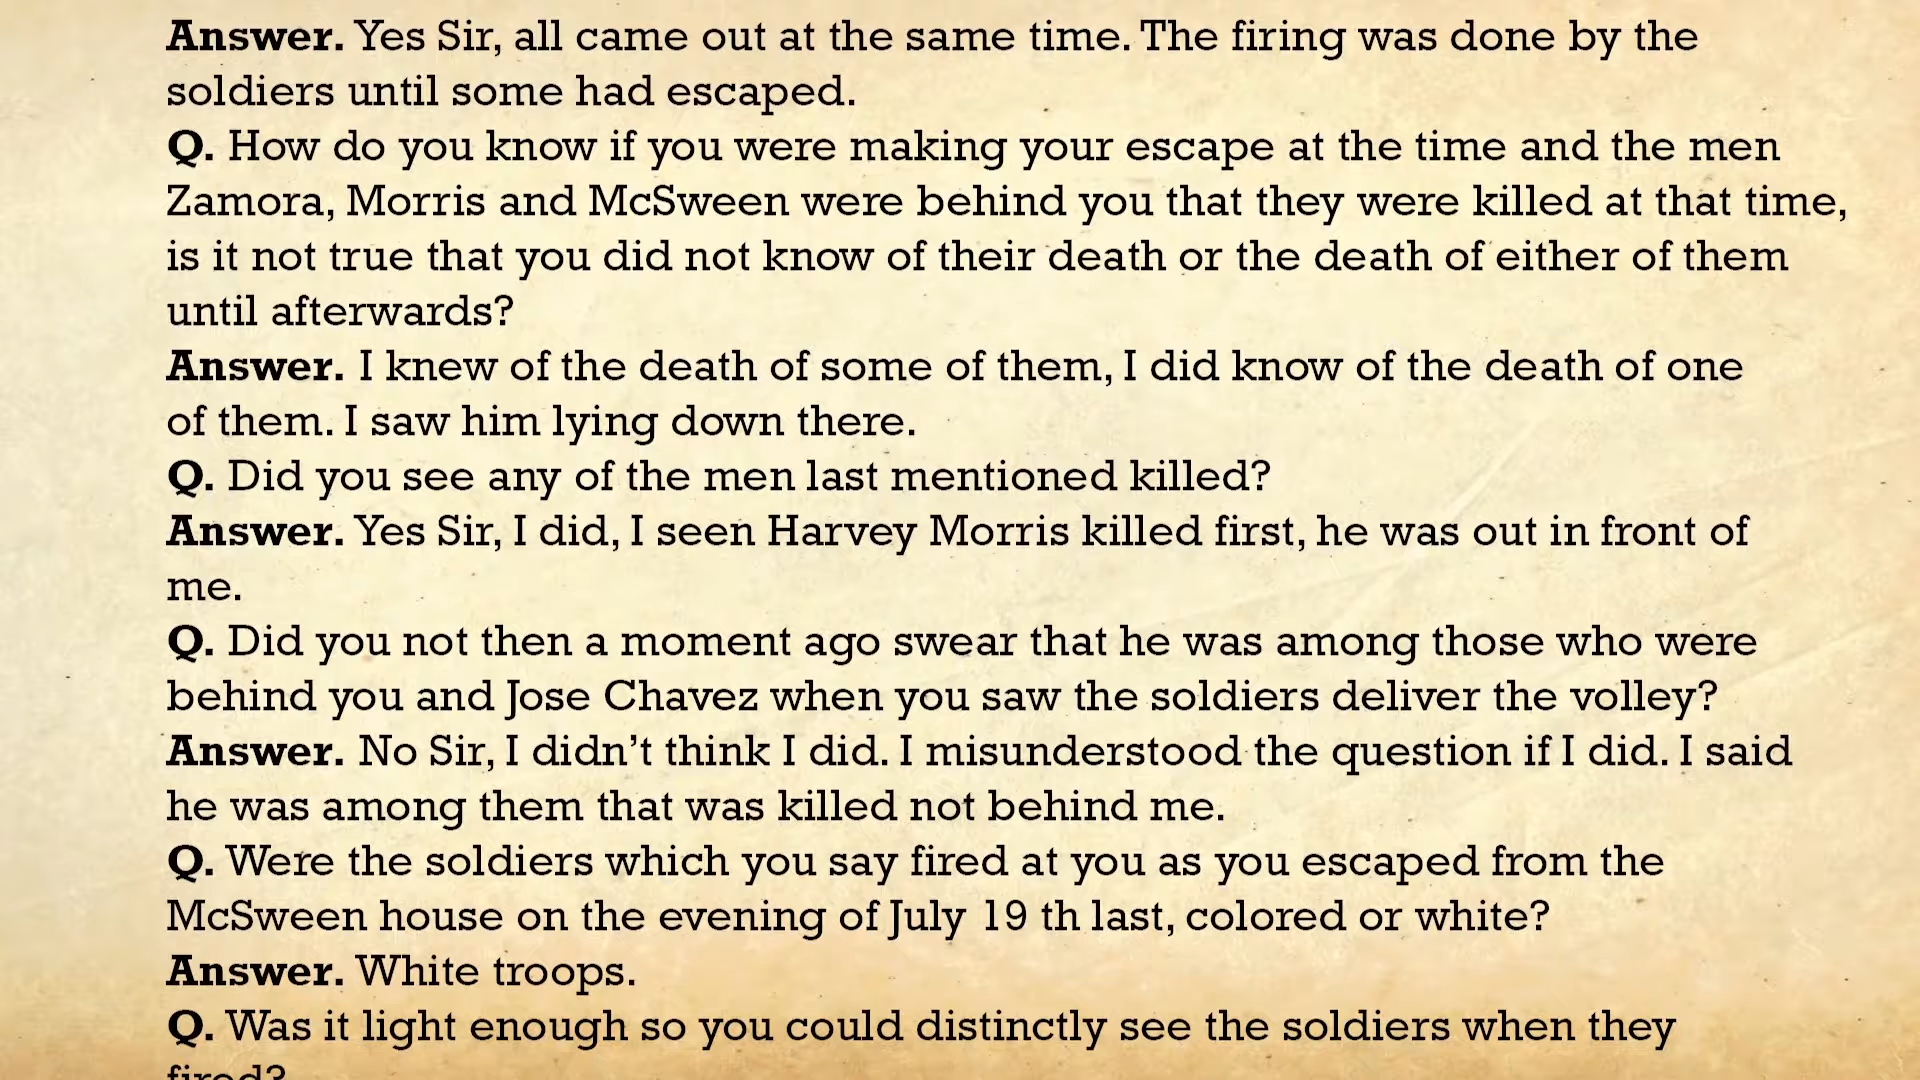 Answer. Yes Sir, all came out at the same time. The firing was done by the
soldiers until some had escaped.
Q. How do you know if you were making your escape at the time and the men
Zamora, Morris and McSween were behind you that they were killed at that time,
is it not true that you did not know of their death or the death of either of them
until afterwards?
Answer. I knew of the death of some of them, I did know of the death of one
of them. I saw him lying down there.
Q. Did you see any of the men last mentioned killed?
Answer. Yes Sir, I did, I seen Harvey Morris killed first, he was out in front of
me.
Q. Did you not then a moment ago swear that he was among those who were
behind you and Jose Chavez when you saw the soldiers deliver the volley?
Answer. No Sir, I didn’t think I did. I misunderstood the question if I did. I said
he was among them that was killed not behind me.
Q. Were the soldiers which you say fired at you as you escaped from the
McSween house on the evening of July 19 th last, colored or white?
Answer. White troops.
Q. Was it light enough so you could distinctly see the soldiers when they
fired?